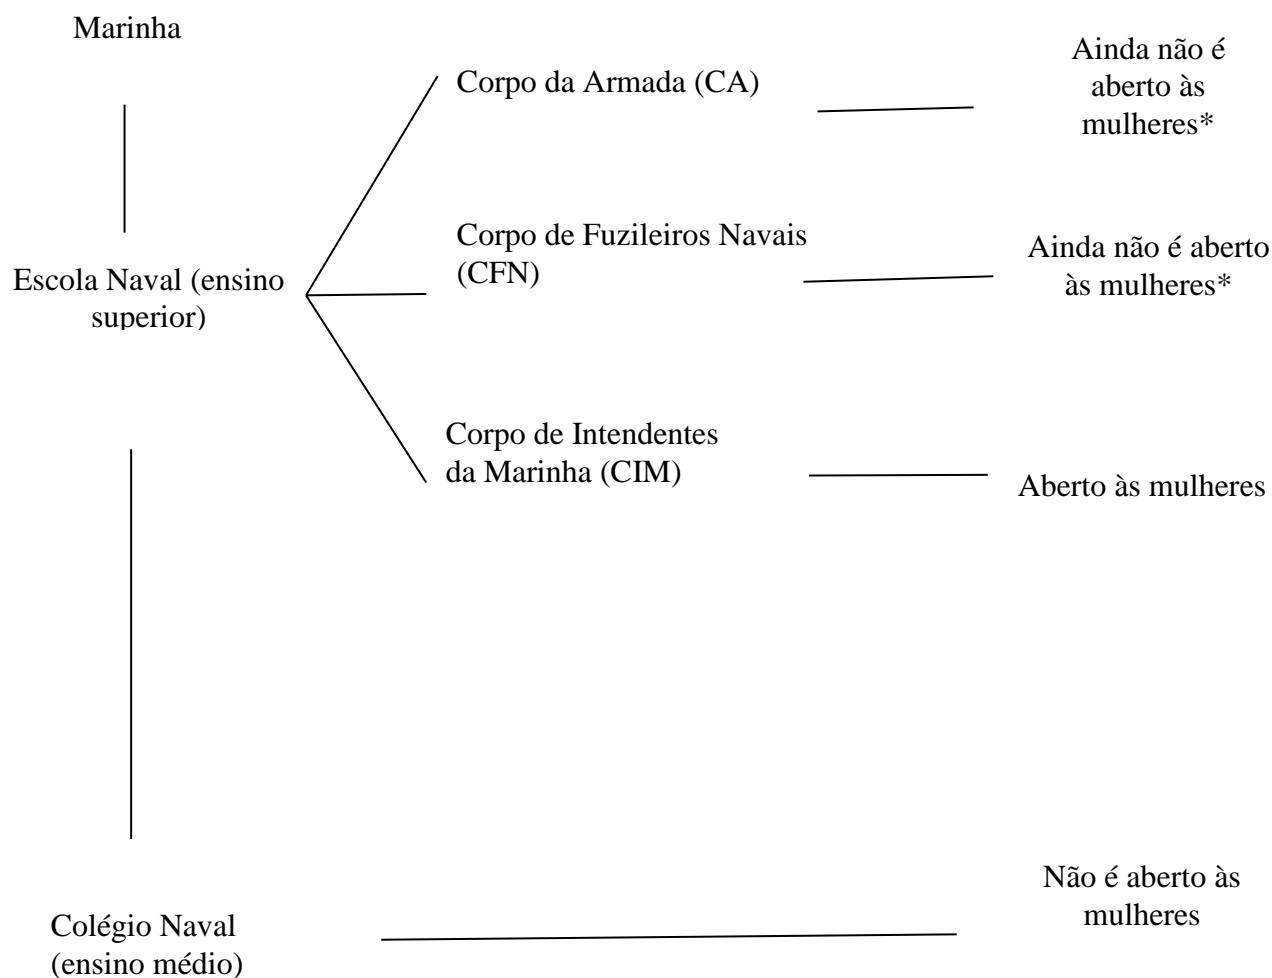 Marinha
Corpo da Armada (CA)
Ainda não é
aberto às
mulheres*
Escola Naval (ensino
superior)
Corpo de Fuzileiros Navais
(CFN)
Ainda não é aberto
às mulheres*
Corpo de Intendentes
da Marinha (CIM)
Aberto às mulheres
Colégio Naval
(ensino médio)
Não é aberto às
mulheres